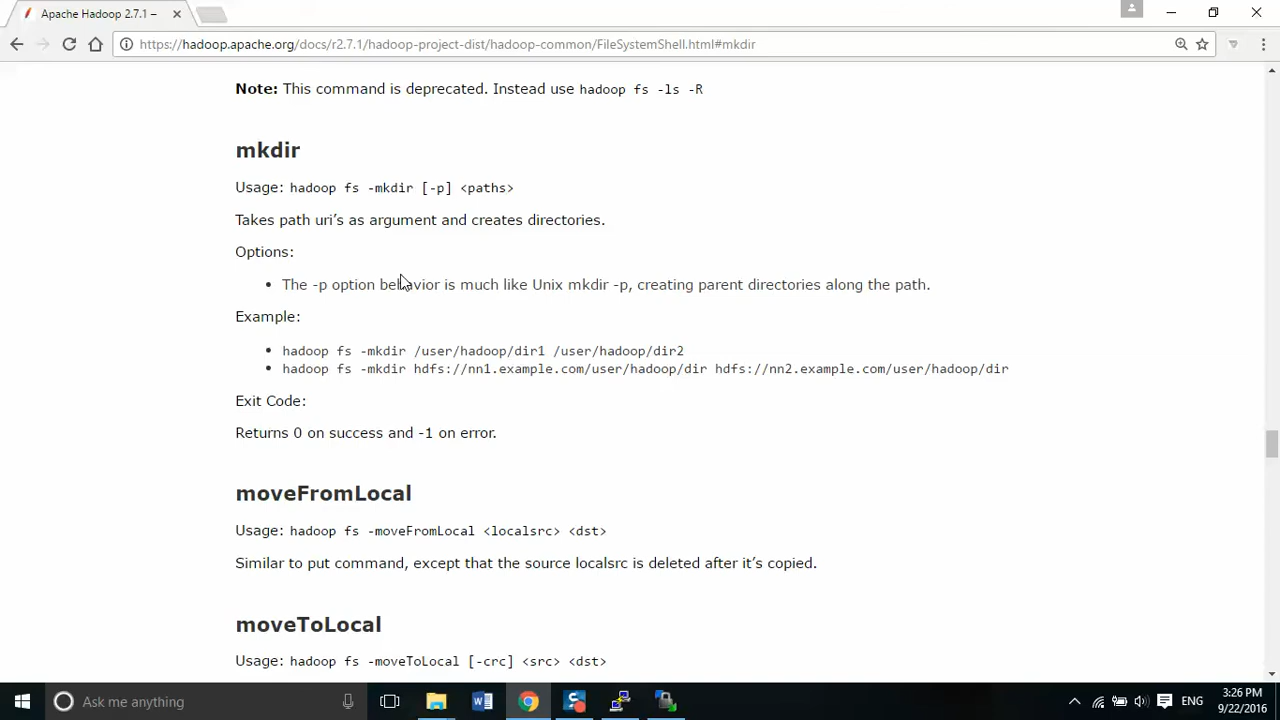 Apache Hadoop 2.7.1 –
https://hadoop.apache.org/docs/r2.7.1/hadoop-project-dist/hadoop-common/FileSystemShell.html#mkdir
Note: This command is deprecated. Instead use hadoop fs -ls -R
mkdir
Usage: hadoop fs -mkdir [-p] <paths>
Takes path uri's as argument and creates directories.
Options:
• The -p option behavior is much like Unix mkdir -p, creating parent directories along the path.
Example:
• hadoop fs -mkdir /user/hadoop/dir1 /user/hadoop/dir2
• hadoop fs -mkdir hdfs://nn1.example.com/user/hadoop/dir hdfs://nn2.example.com/user/hadoop/dir
Exit Code:
Returns 0 on success and -1 on error.
moveFromLocal
Usage: hadoop fs -moveFromLocal <localsrc> <dst>
Similar to put command, except that the source localsrc is deleted after it's copied.
moveToLocal
Usage: hadoop fs -moveToLocal [-crc] <src> <dst>
Ask me anything
ENG
3:26 PM
9/22/2016